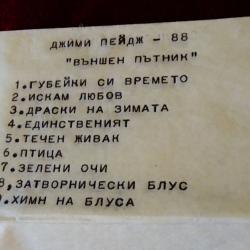 ДЖИМИ ПЕЙДЖ - 88
"ВЪНШЕН ПЪТНИК"
1.ГУБЕЙКИ СИ ВРЕМЕТО
2.ИСКАМ ЛЮБОВ
3.ДРАСКИ НА ЗИМАТА
4.ЕДИНСТВЕНИЯТ
5.ТЕЧЕН ЖИВАК
6.ПТИЦА
7.ЗЕЛЕНИ ОЧИ
8,ЗАТВОРНИЧЕСКИ БЛУС
9.ХИМН НА БЛУСА